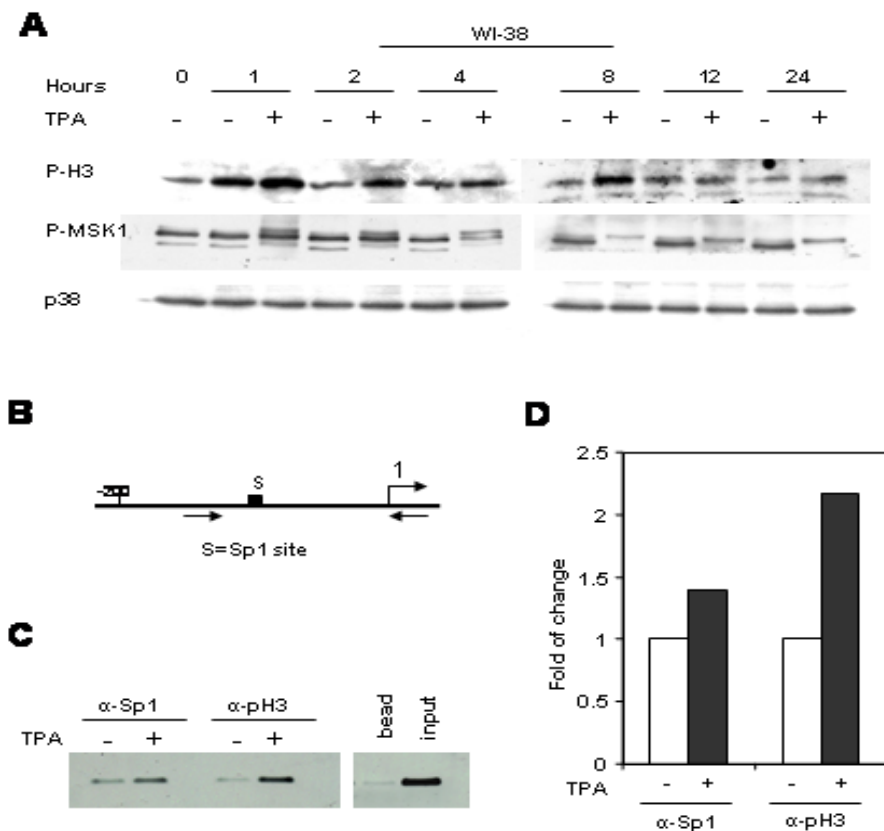 A
WI-38
Hours 0 1 2 4 8 12 24
TPA - - + - + - + - + - + - +
P-H3
P-MSK1
p38
B
S 1
S=Sp1 site
C
α-Sp1 α-pH3 bead input
TPA - + - +
D
2.5
2
1.5
1
0.5
0
Fold of change
TPA - + - +
α-Sp1 α-pH3